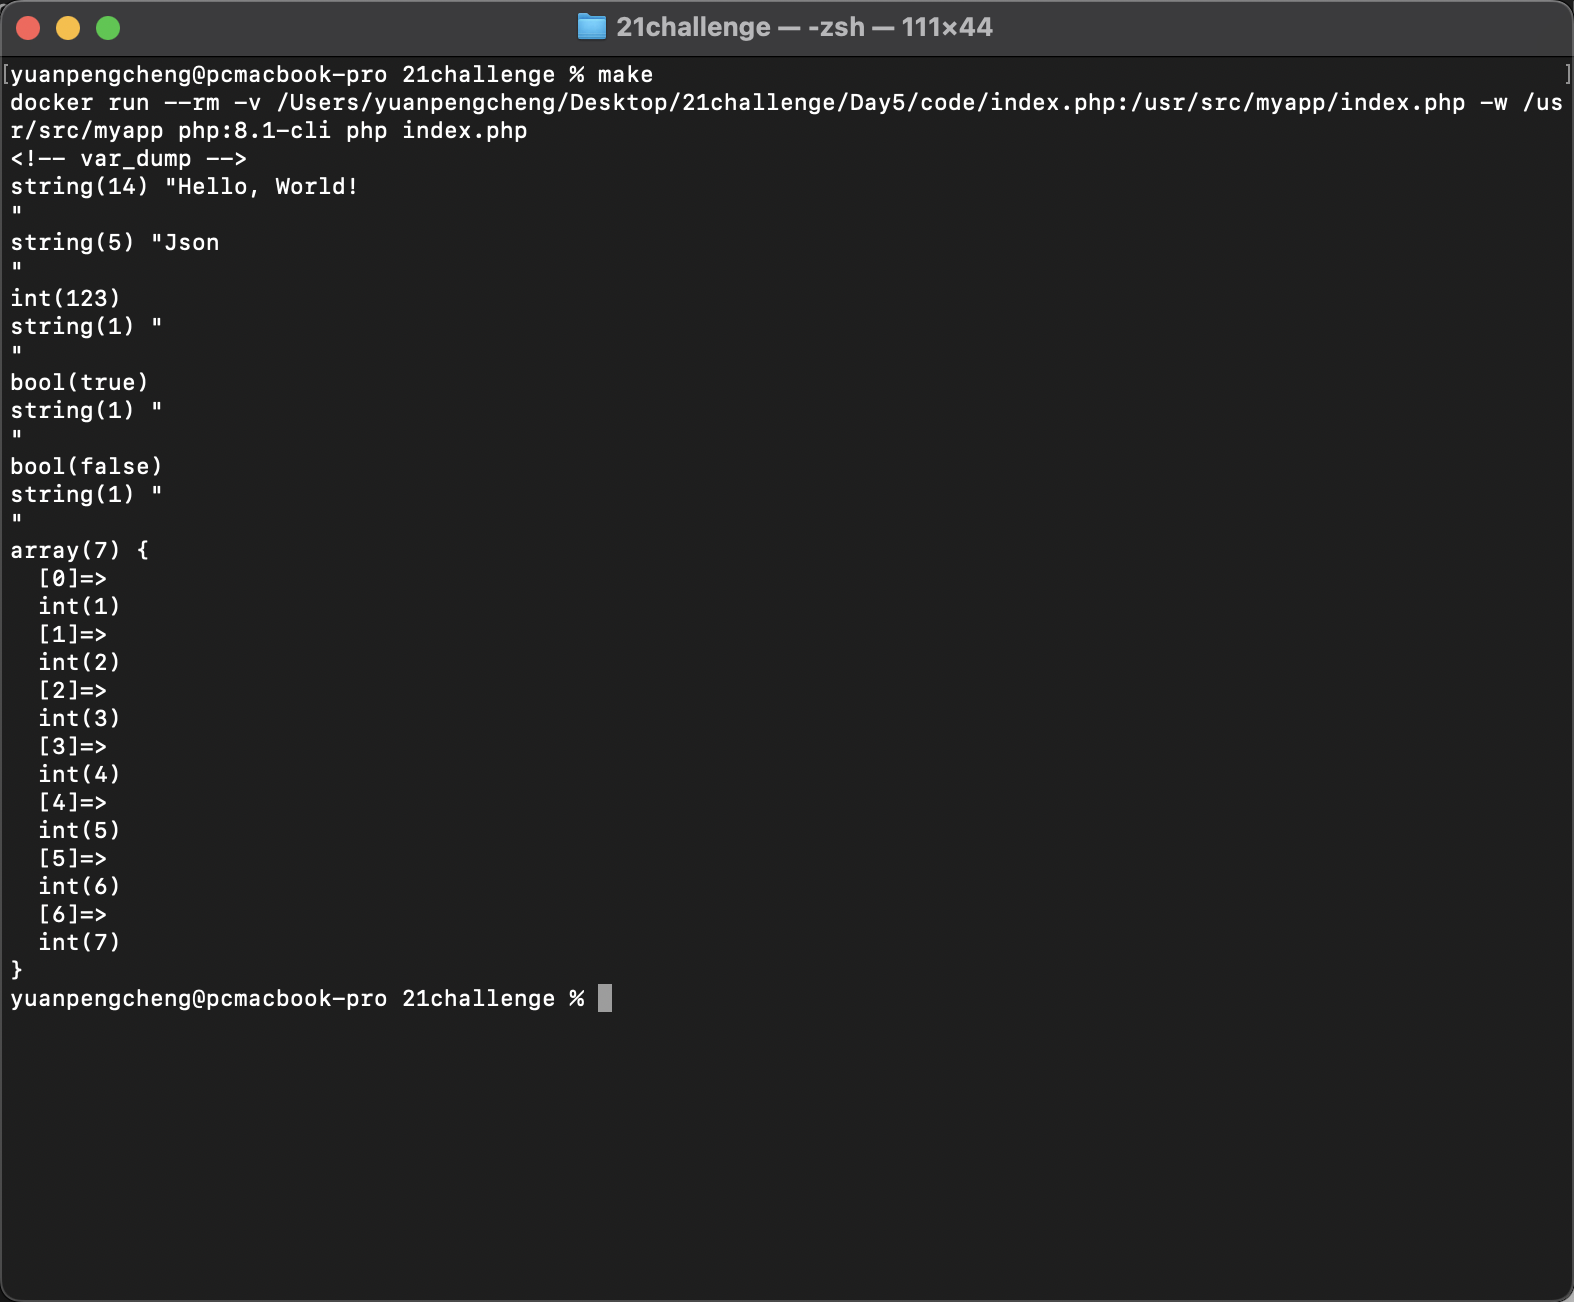 21challenge — -zsh — 111×44
[yuanpengcheng@pcmacbook-pro 21challenge % make ]
docker run --rm -v /Users/yuanpengcheng/Desktop/21challenge/Day5/code/index.php:/usr/src/myapp/index.php -w /us
r/src/myapp php:8.1-cli php index.php
<!-- var_dump -->
string(14) "Hello, World!
"
string(5) "Json
"
int(123)
string(1) "
"
bool(true)
string(1) "
"
bool(false)
string(1) "
"
array(7) {
  [0]=>
  int(1)
  [1]=>
  int(2)
  [2]=>
  int(3)
  [3]=>
  int(4)
  [4]=>
  int(5)
  [5]=>
  int(6)
  [6]=>
  int(7)
}
yuanpengcheng@pcmacbook-pro 21challenge %